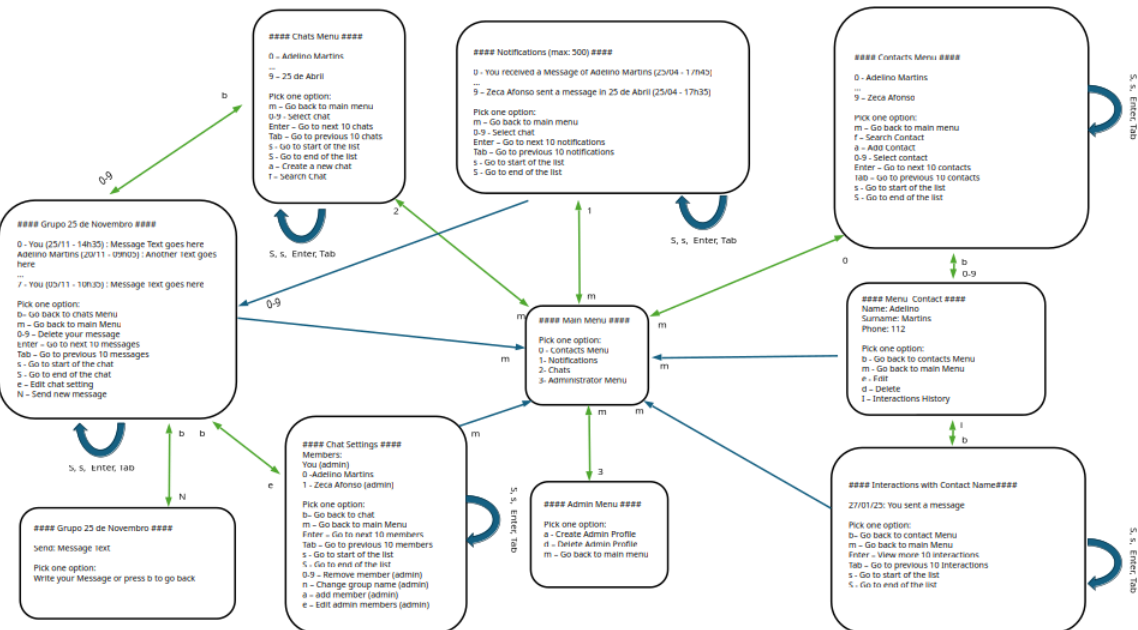 #### Chats Menu ####
0 – Adelino Martins
...
9 – 25 de Abril
Pick one option:
m – Go back to main menu
0-9 - Select chat
Enter – Go to next 10 chats
Tab – Go to previous 10 chats
s - Go to start of the list
S - Go to end of the list
a – Create a new chat
f – Search Chat
#### Notifications (max: 500) ####
0 - You received a Message of Adelino Martins (25/04 - 17h45)
...
9 – Zeca Afonso sent a message in 25 de Abril (25/04 - 17h35)
Pick one option:
m – Go back to main menu
0-9 - Select chat
Enter – Go to next 10 notifications
Tab – Go to previous 10 notifications
s - Go to start of the list
S - Go to end of the list
#### Contacts Menu ####
0 - Adelino Martins
...
9 – Zeca Afonso
Pick one option:
m – Go back to main menu
f – Search Contact
a – Add Contact
0-9 - Select contact
Enter – Go to next 10 contacts
Tab – Go to previous 10 contacts
s - Go to start of the list
S - Go to end of the list
S, s, Enter, Tab
b
0-9
2
S, s, Enter, Tab
1
S, s, Enter, Tab
0
#### Grupo 25 de Novembro ####
0 - You (25/11 - 14h35) : Message Text goes here
Adelino Martins (20/11 - 09h05) : Another Text goes
here
...
7 - You (05/11 - 10h35) : Message Text goes here
Pick one option:
b– Go back to chats Menu
m – Go back to main Menu
0-9 – Delete your message
Enter – Go to next 10 messages
Tab – Go to previous 10 messages
s - Go to start of the chat
S - Go to end of the chat
e – Edit chat setting
N – Send new message
0-9
m
m
m
m
#### Main Menu ####
Pick one option:
0 - Contacts Menu
1- Notifications
2- Chats
3- Administrator Menu
b
0-9
#### Menu Contact ####
Name: Adelino
Surname: Martins
Phone: 112
Pick one option:
b - Go back to contacts Menu
m - Go back to main Menu
e - Edit
d – Delete
I – Interactions History
m
m
m
m
I
b
S, s, Enter, Tab
b
b
N
e
#### Chat Settings ####
Members:
You (admin)
0 -Adelino Martins
1 - Zeca Afonso (admin)
Pick one option:
b– Go back to chat
m – Go back to main Menu
Enter – Go to next 10 members
Tab – Go to previous 10 members
s - Go to start of the list
S - Go to end of the list
0-9 – Remove member (admin)
n – Change group name (admin)
a – add member (admin)
e – Edit admin members (admin)
S, s, Enter, Tab
3
#### Admin Menu ####
Pick one option:
a - Create Admin Profile
d – Delete Admin Profile
m – Go back to main menu
#### Interactions with Contact Name####
27/01/25: You sent a message
Pick one option:
b– Go back to contact Menu
m – Go back to main Menu
Enter – View more 10 interactions
Tab – Go to previous 10 Interactions
s - Go to start of the list
S - Go to end of the list
S, s, Enter, Tab
#### Grupo 25 de Novembro ####
Send: Message Text
Pick one option:
Write your Message or press b to go back